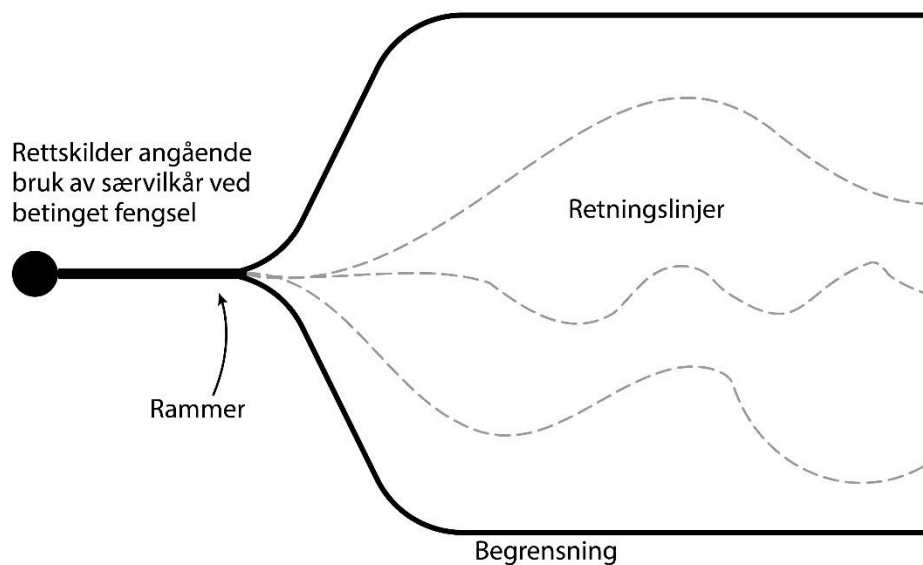 Rettskilder angående
bruk av særvilkår ved
betinget fengsel
Retningslinjer
Rammer
Begrensning